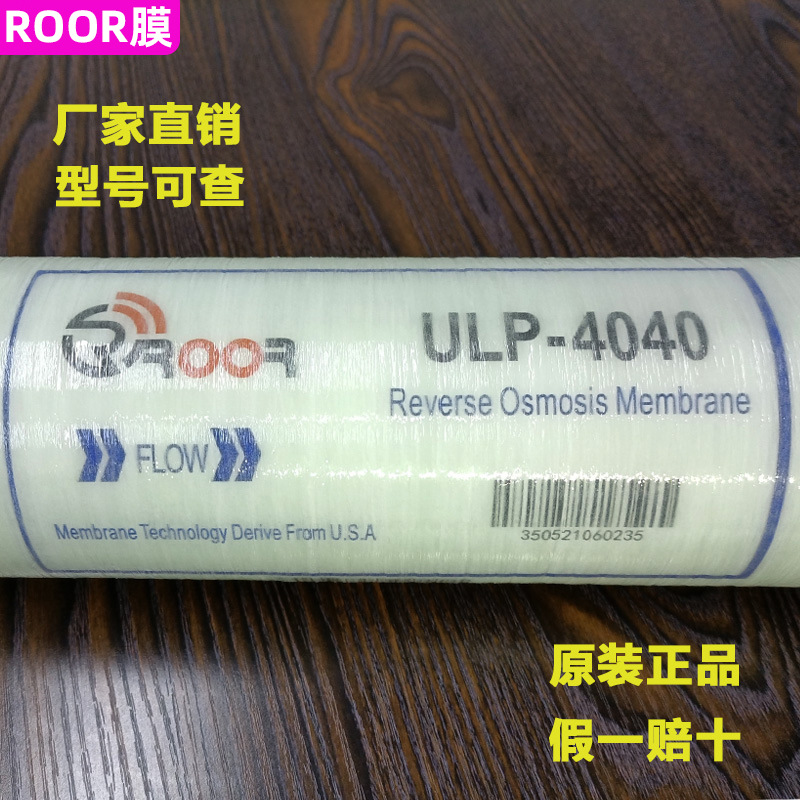 ROOR膜
厂家直销
型号可查
ROOR
ULP-4040
Reverse Osmosis Membrane
FLOW
350521060235
Membrane Technology Derive From U.S.A
原装正品
假一赔十